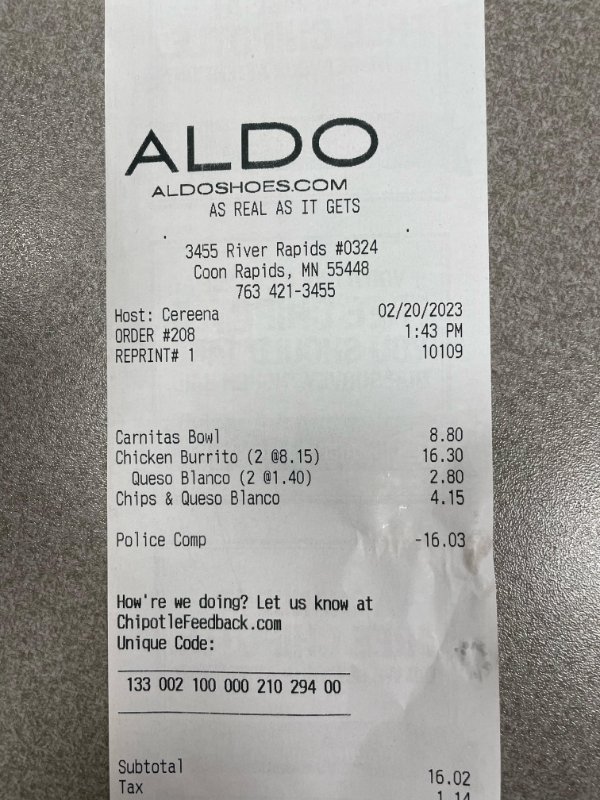 ALDO
ALDOSHOES.COM
AS REAL AS IT GETS
3455 River Rapids #0324
Coon Rapids, MN 55448
763 421-3455
Host: Cereena 02/20/2023
ORDER #208 1:43 PM
REPRINT# 1 10109
Carnitas Bowl 8.80
Chicken Burrito (2 @8.15) 16.30
Queso Blanco (2 @1.40) 2.80
Chips & Queso Blanco 4.15
Police Comp -16.03
How're we doing? Let us know at
ChipotleFeedback.com
Unique Code:
133 002 100 000 210 294 00
Subtotal 16.02
Tax 1.14